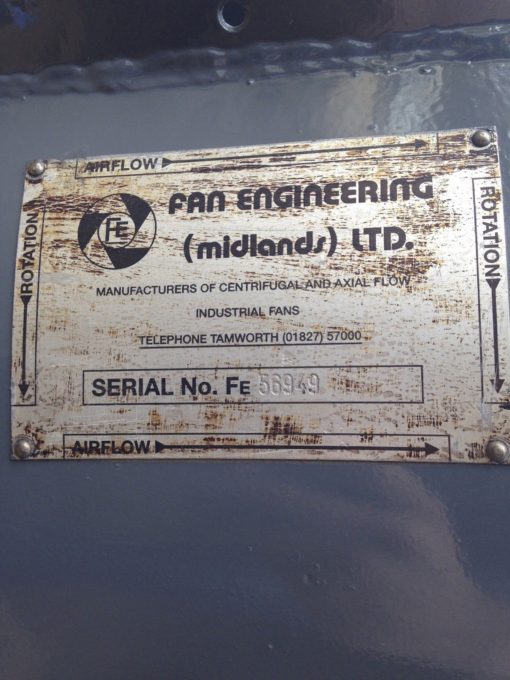 AIRFLOW
ROTATION
FE
FAN ENGINEERING
(midlands) LTD.
ROTATION
MANUFACTURERS OF CENTRIFUGAL AND AXIAL FLOW
INDUSTRIAL FANS
TELEPHONE TAMWORTH (01827) 57000
SERIAL No. FE 56949
AIRFLOW